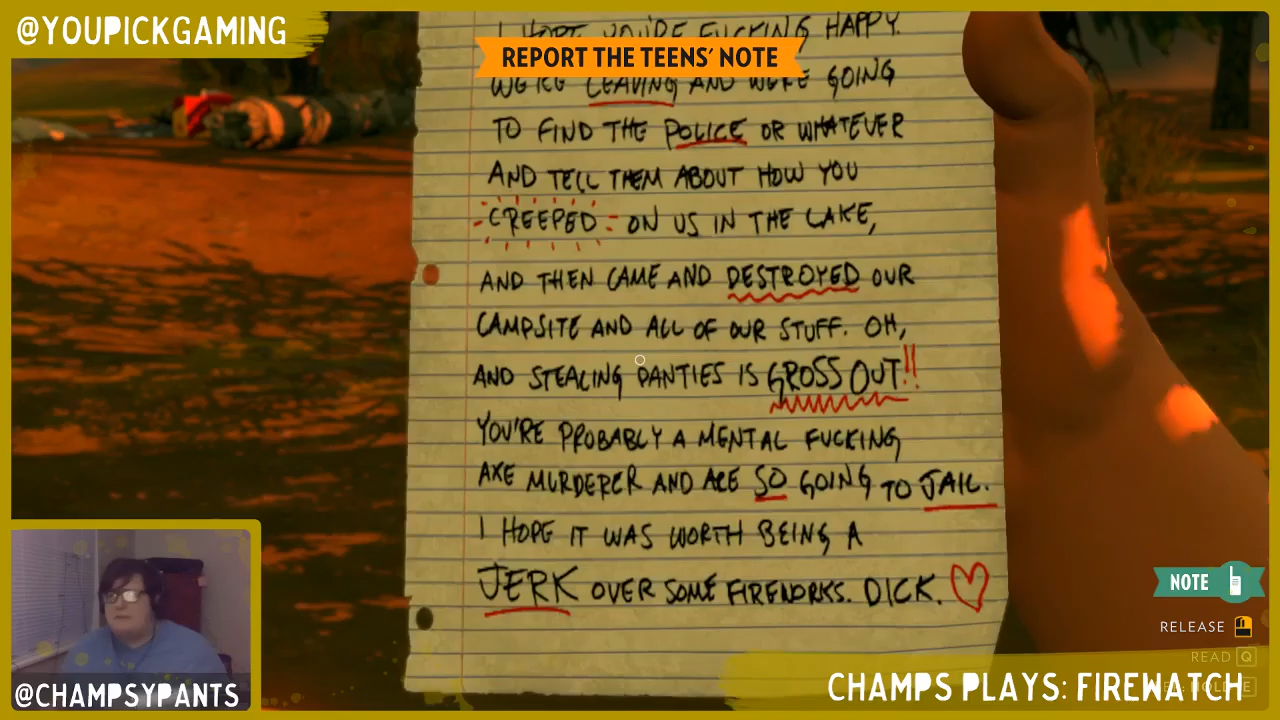 @YOUPICKGAMING
I HOPE YOU'RE FUCKING HAPPY.
REPORT THE TEENS' NOTE
WE'RE LEAVING AND WE'RE GOING
TO FIND THE POLICE OR WHATEVER
AND TELL THEM ABOUT HOW YOU
CREEPED ON US IN THE LAKE,
AND THEN CAME AND DESTROYED OUR
CAMPSITE AND ALL OF OUR STUFF. OH,
AND STEALING PANTIES IS GROSS OUT!!
YOU'RE PROBABLY A MENTAL FUCKING
AXE MURDERER AND ARE SO GOING TO JAIL.
I HOPE IT WAS WORTH BEING A
JERK OVER SOME FIREWORKS. DICK.
NOTE
RELEASE
READ Q
@CHAMPSYPANTS
CHAMPS PLAYS: FIREWATCH